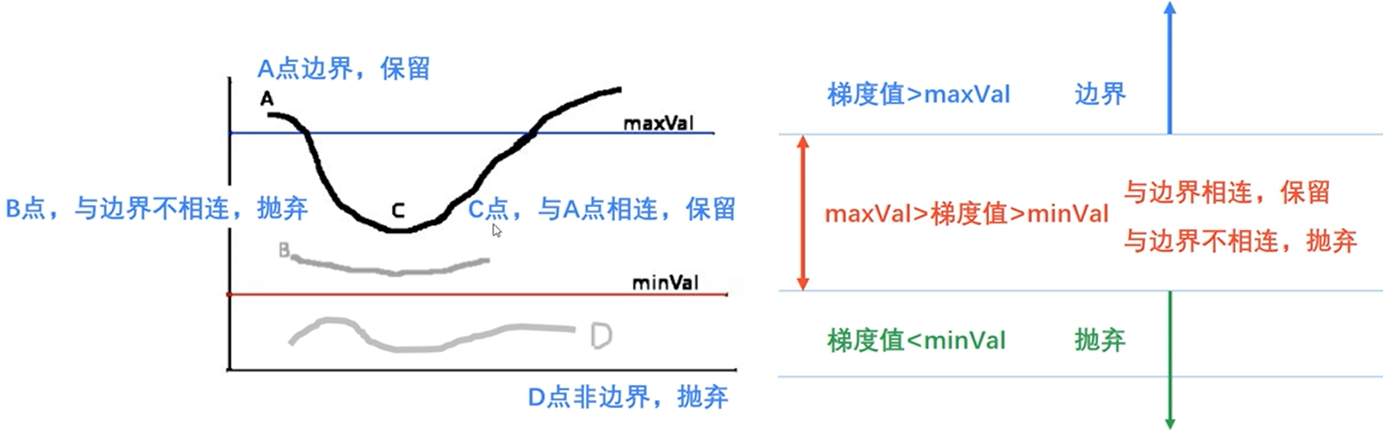 A点边界，保留
A
maxVal
B点，与边界不相连，抛弃
C
C点，与A点相连，保留
B
minVal
D
D点非边界，抛弃
梯度值>maxVal 边界
maxVal>梯度值>minVal
与边界相连，保留
与边界不相连，抛弃
梯度值<minVal 抛弃